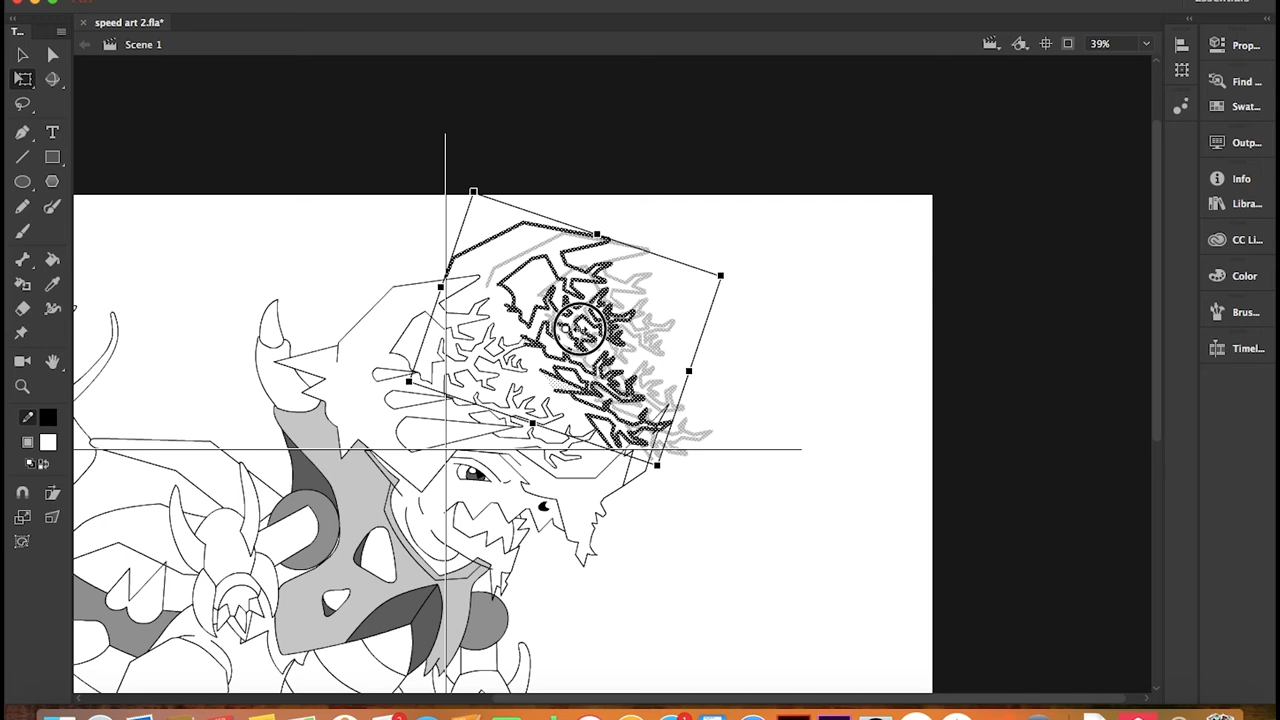 speed art 2.fla*
T...
Scene 1
39%
Prop...
Find ...
Swat...
Outp...
Info
Libra...
CC Li...
Color
Brus...
Timel...